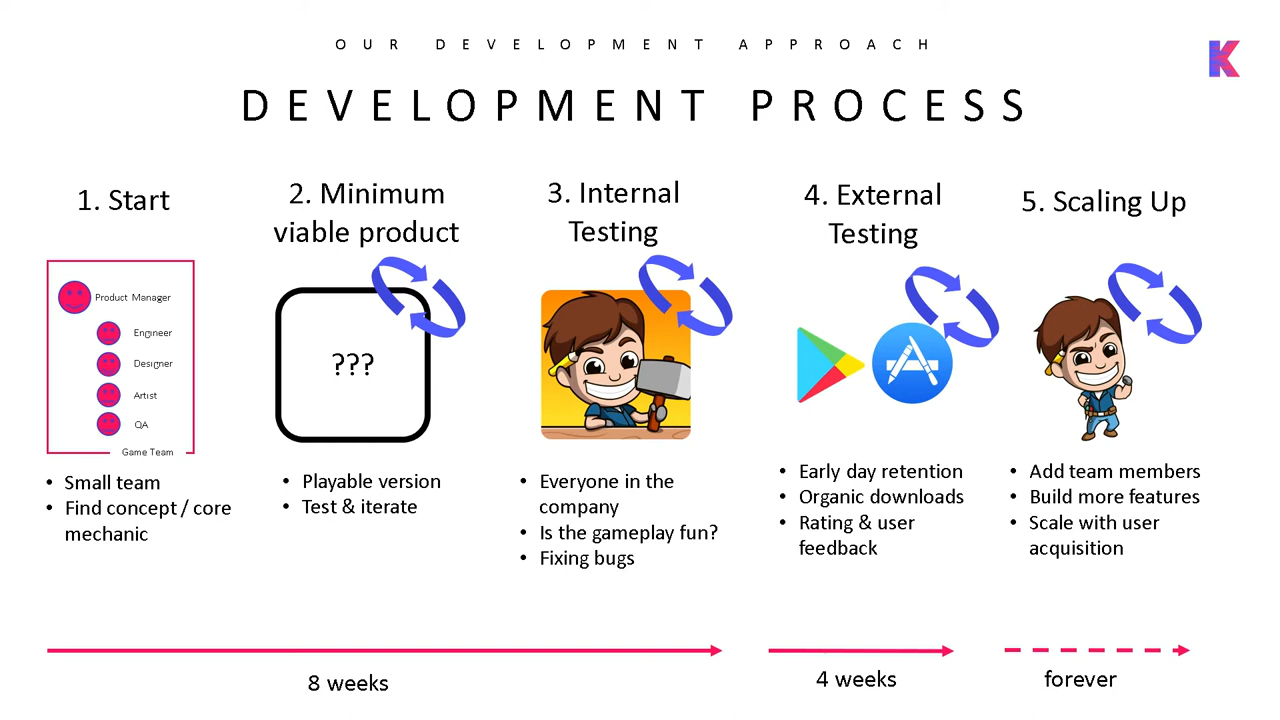 OUR DEVELOPMENT APPROACH
K
DEVELOPMENT PROCESS
1. Start
Product Manager
Engineer
Designer
Artist
QA
Game Team
• Small team
• Find concept / core
mechanic
2. Minimum
viable product
???
• Playable version
• Test & iterate
3. Internal
Testing
• Everyone in the
company
• Is the gameplay fun?
• Fixing bugs
4. External
Testing
• Early day retention
• Organic downloads
• Rating & user
feedback
5. Scaling Up
• Add team members
• Build more features
• Scale with user
acquisition
8 weeks
4 weeks
forever